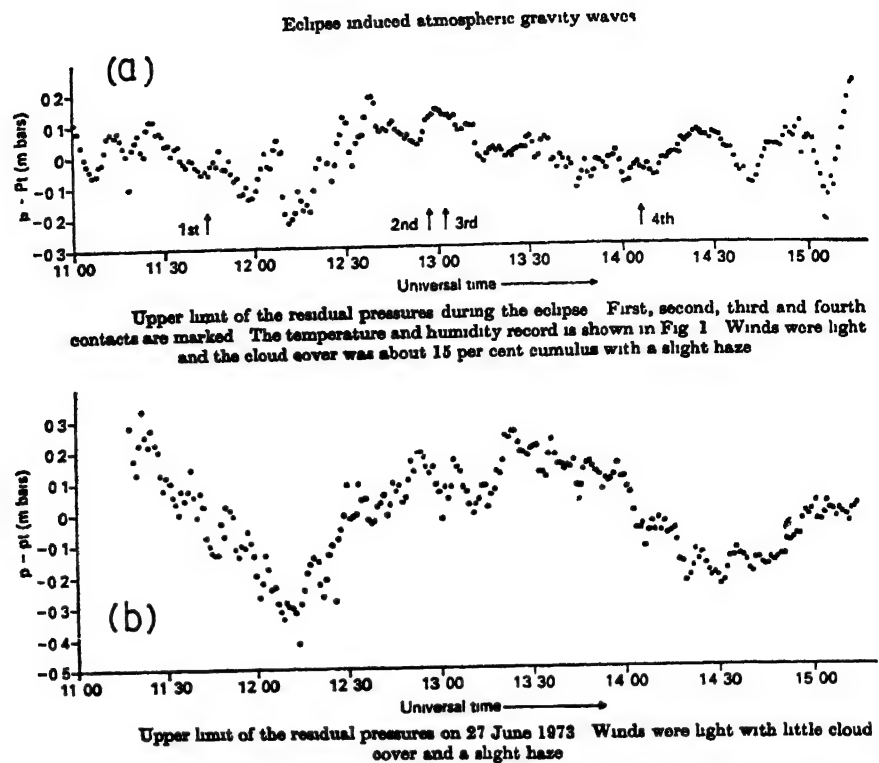 Eclipse induced atmospheric gravity waves
(a)
p - Pt (m bars)
0 2
0 1
0
-0 1
-0 2
-0 3
1st ↑
2nd ↑ ↑ 3rd
↑ 4th
11 00 11 30 12 00 12 30 13 00 13 30 14 00 14 30 15 00
Universal time
Upper limit of the residual pressures during the eclipse First, second, third and fourth
contacts are marked The temperature and humidity record is shown in Fig 1 Winds were light
and the cloud cover was about 15 per cent cumulus with a slight haze
p - pt (m bars)
0 3
0 2
0 1
0
-0 1
-0 2
-0 3
-0 4
-0 5
(b)
11 00 11 30 12 00 12 30 13 00 13 30 14 00 14 30 15 00
Universal time
Upper limit of the residual pressures on 27 June 1973 Winds were light with little cloud
cover and a slight haze